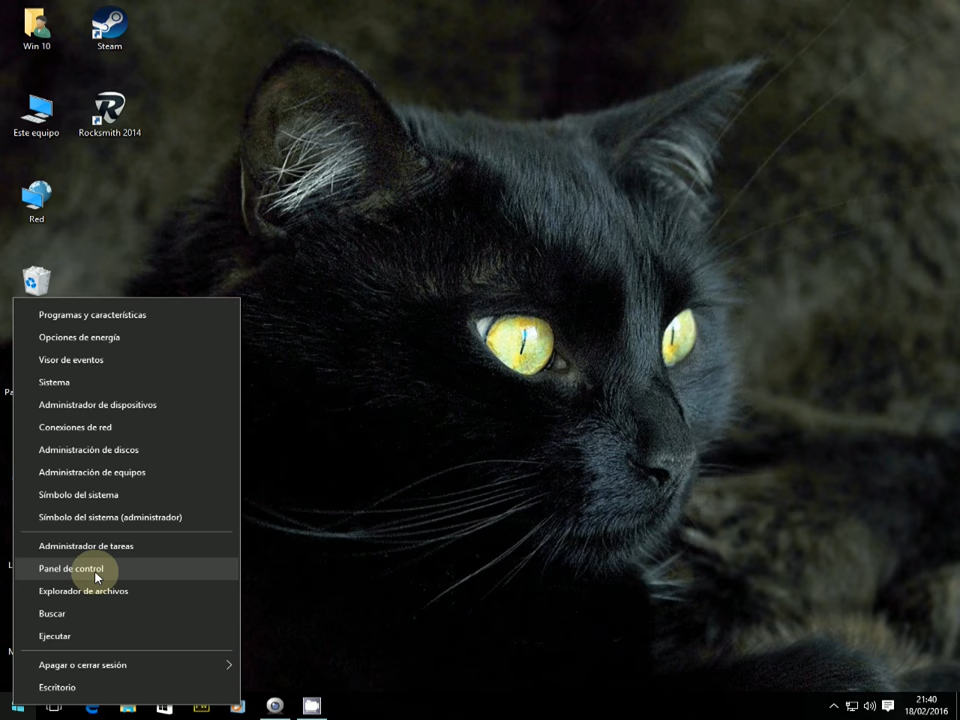 Win 10
Steam
Este equipo
Rocksmith 2014
Red
Programas y características
Opciones de energía
Visor de eventos
Sistema
Administrador de dispositivos
Conexiones de red
Administración de discos
Administración de equipos
Símbolo del sistema
Símbolo del sistema (administrador)
Administrador de tareas
Panel de control
Explorador de archivos
Buscar
Ejecutar
Apagar o cerrar sesión
Escritorio
21:40
18/02/2016